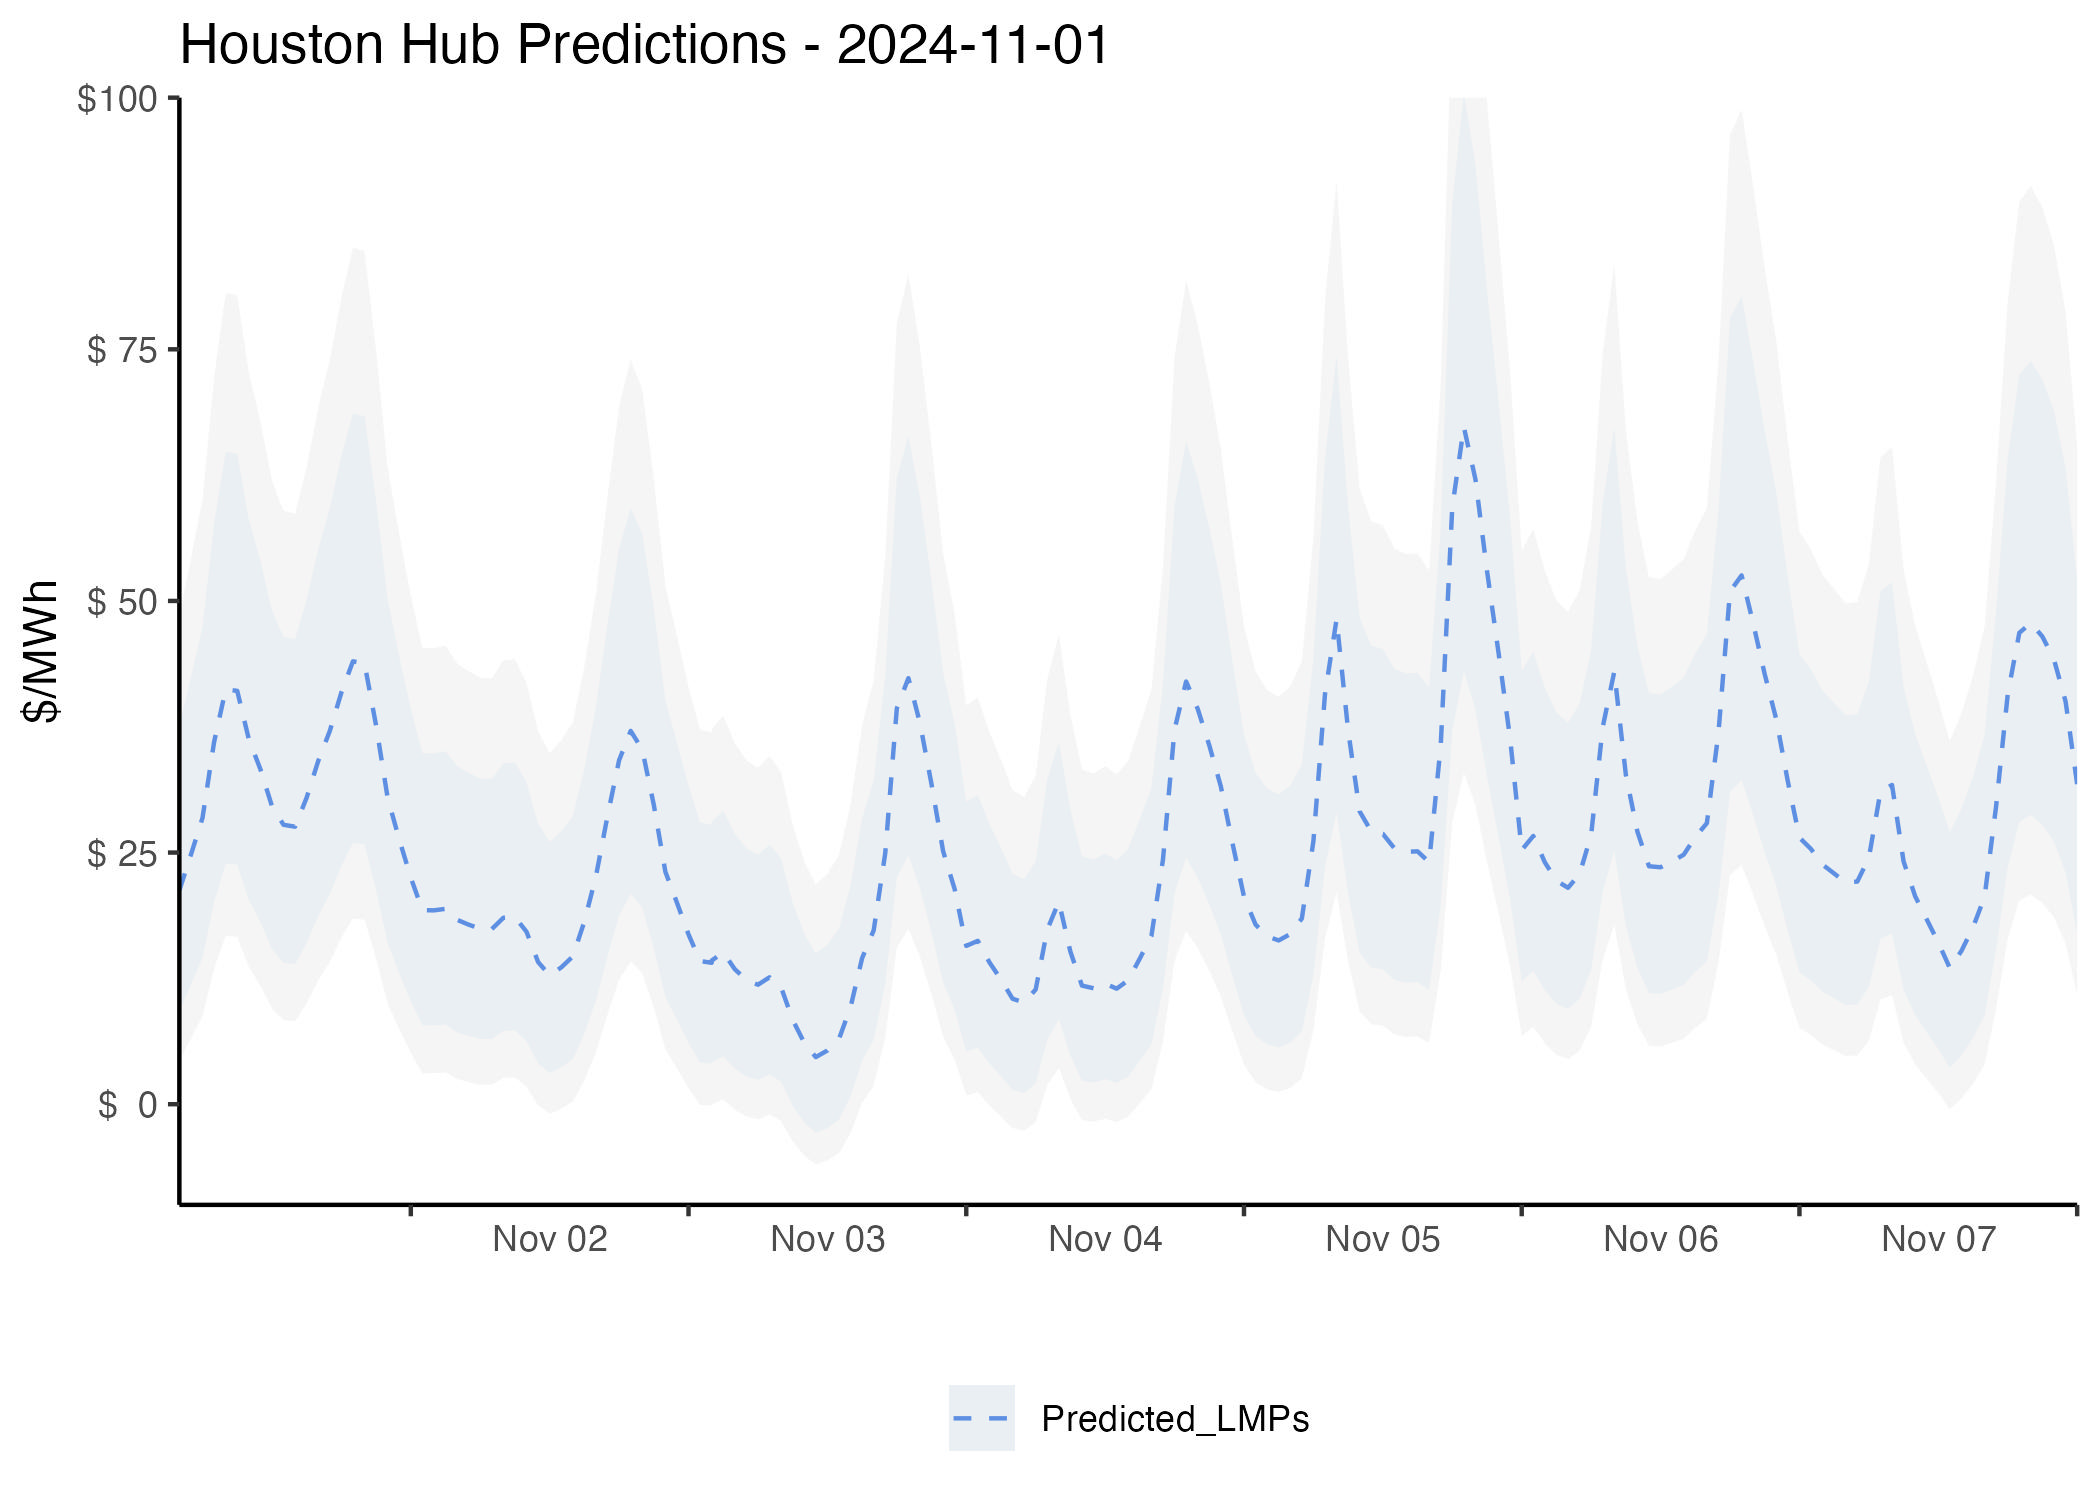 Houston Hub Predictions - 2024-11-01
$100
$ 75
$ 50
$ 25
$  0
$/MWh
Nov 02 Nov 03 Nov 04 Nov 05 Nov 06 Nov 07
Predicted_LMPs